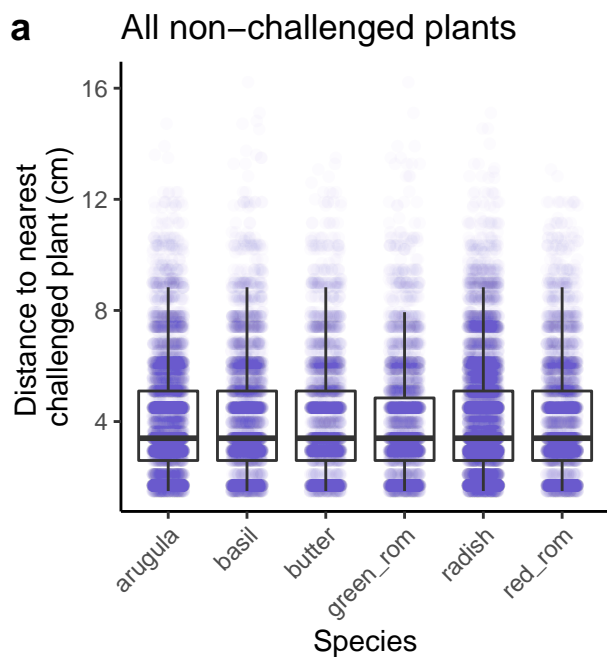 a
All non−challenged plants
Distance to nearest
challenged plant (cm)
16
12
8
4
arugula
basil
butter
green_rom
radish
red_rom
Species